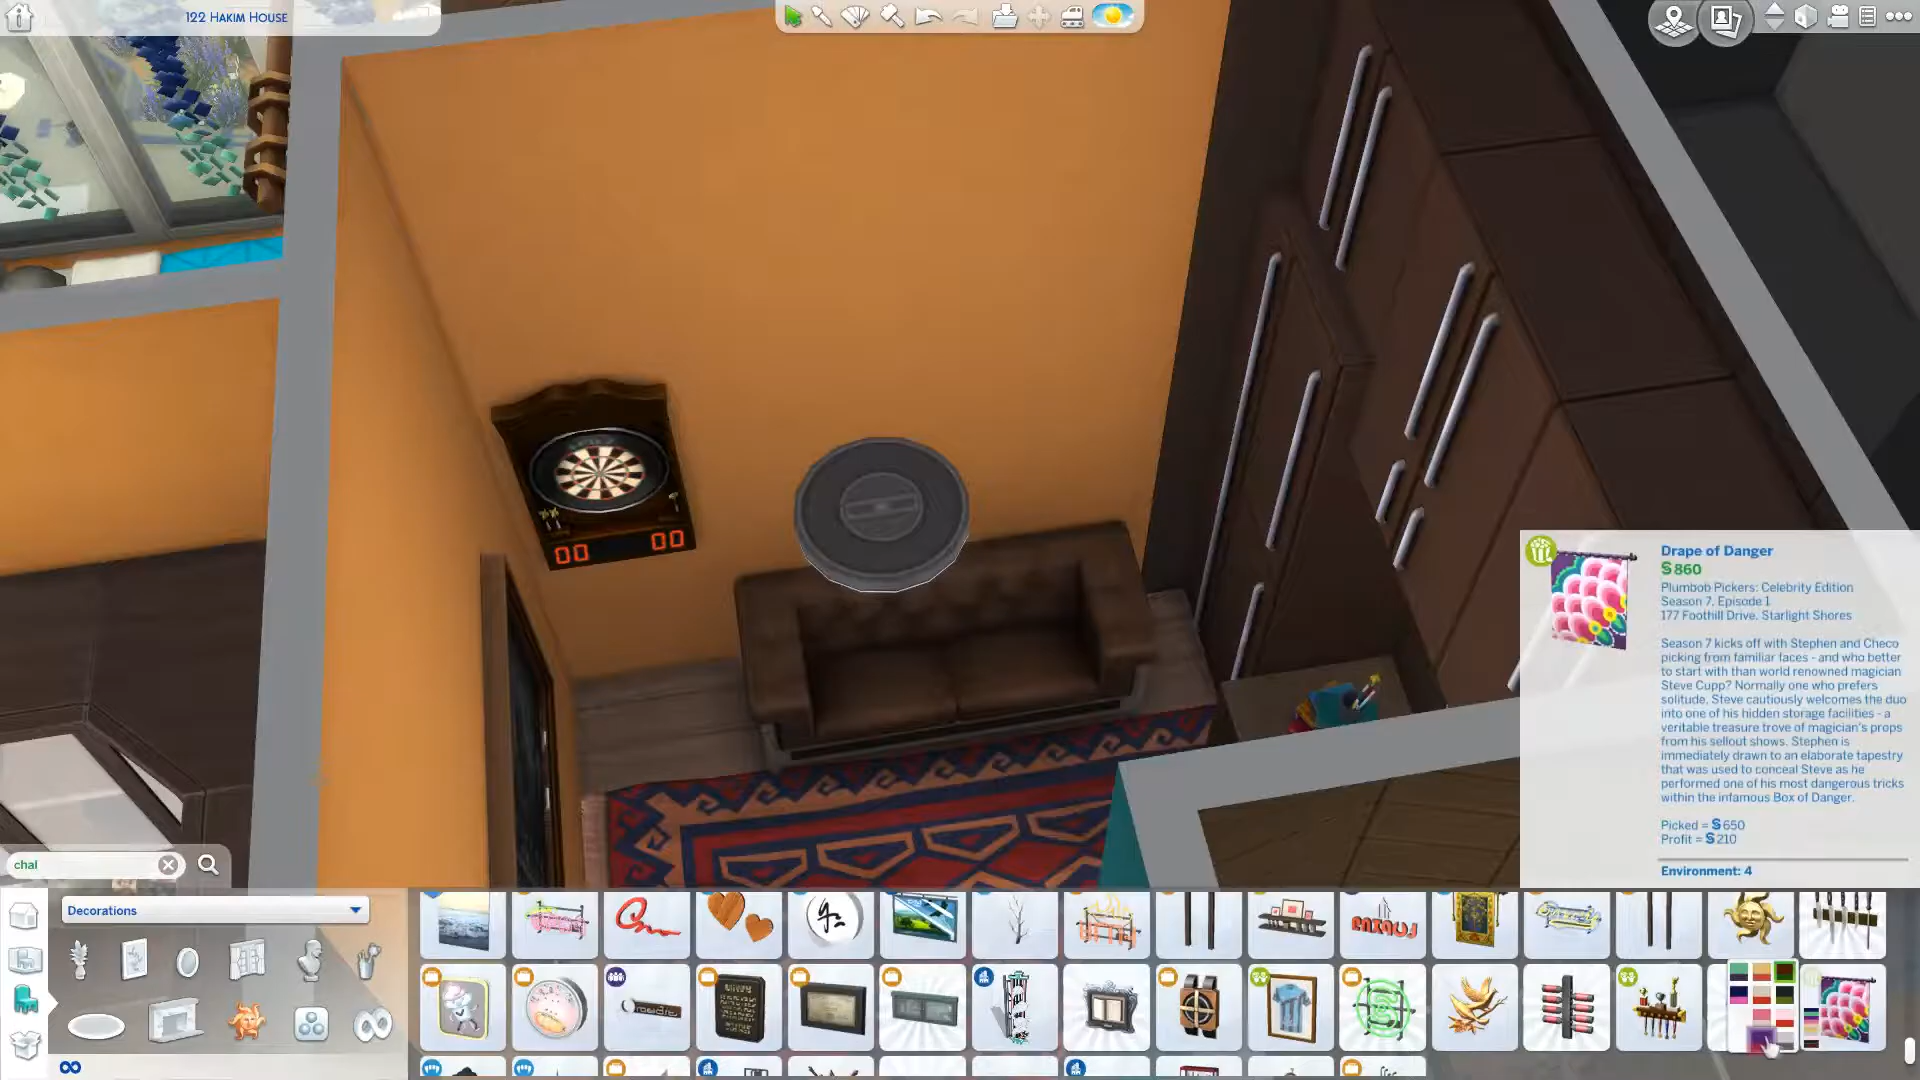 122 Hakim House
00 00
Drape of Danger
§860
Plumbob Pickers: Celebrity Edition
Season 7, Episode 1
177 Foothill Drive, Starlight Shores
Season 7 kicks off with Stephen and Checo
picking from familiar faces - and who better
to start with than world renowned magician
Steve Cupp? Normally one who prefers
solitude, Steve cautiously welcomes the duo
into one of his hidden storage facilities - a
veritable treasure trove of magician's props
from his sellout shows. Stephen is
immediately drawn to an elaborate tapestry
that was used to conceal Steve as he
performed one of his most dangerous tricks
within the infamous Box of Danger.
Picked = §650
Profit = §210
Environment: 4
chal
Decorations